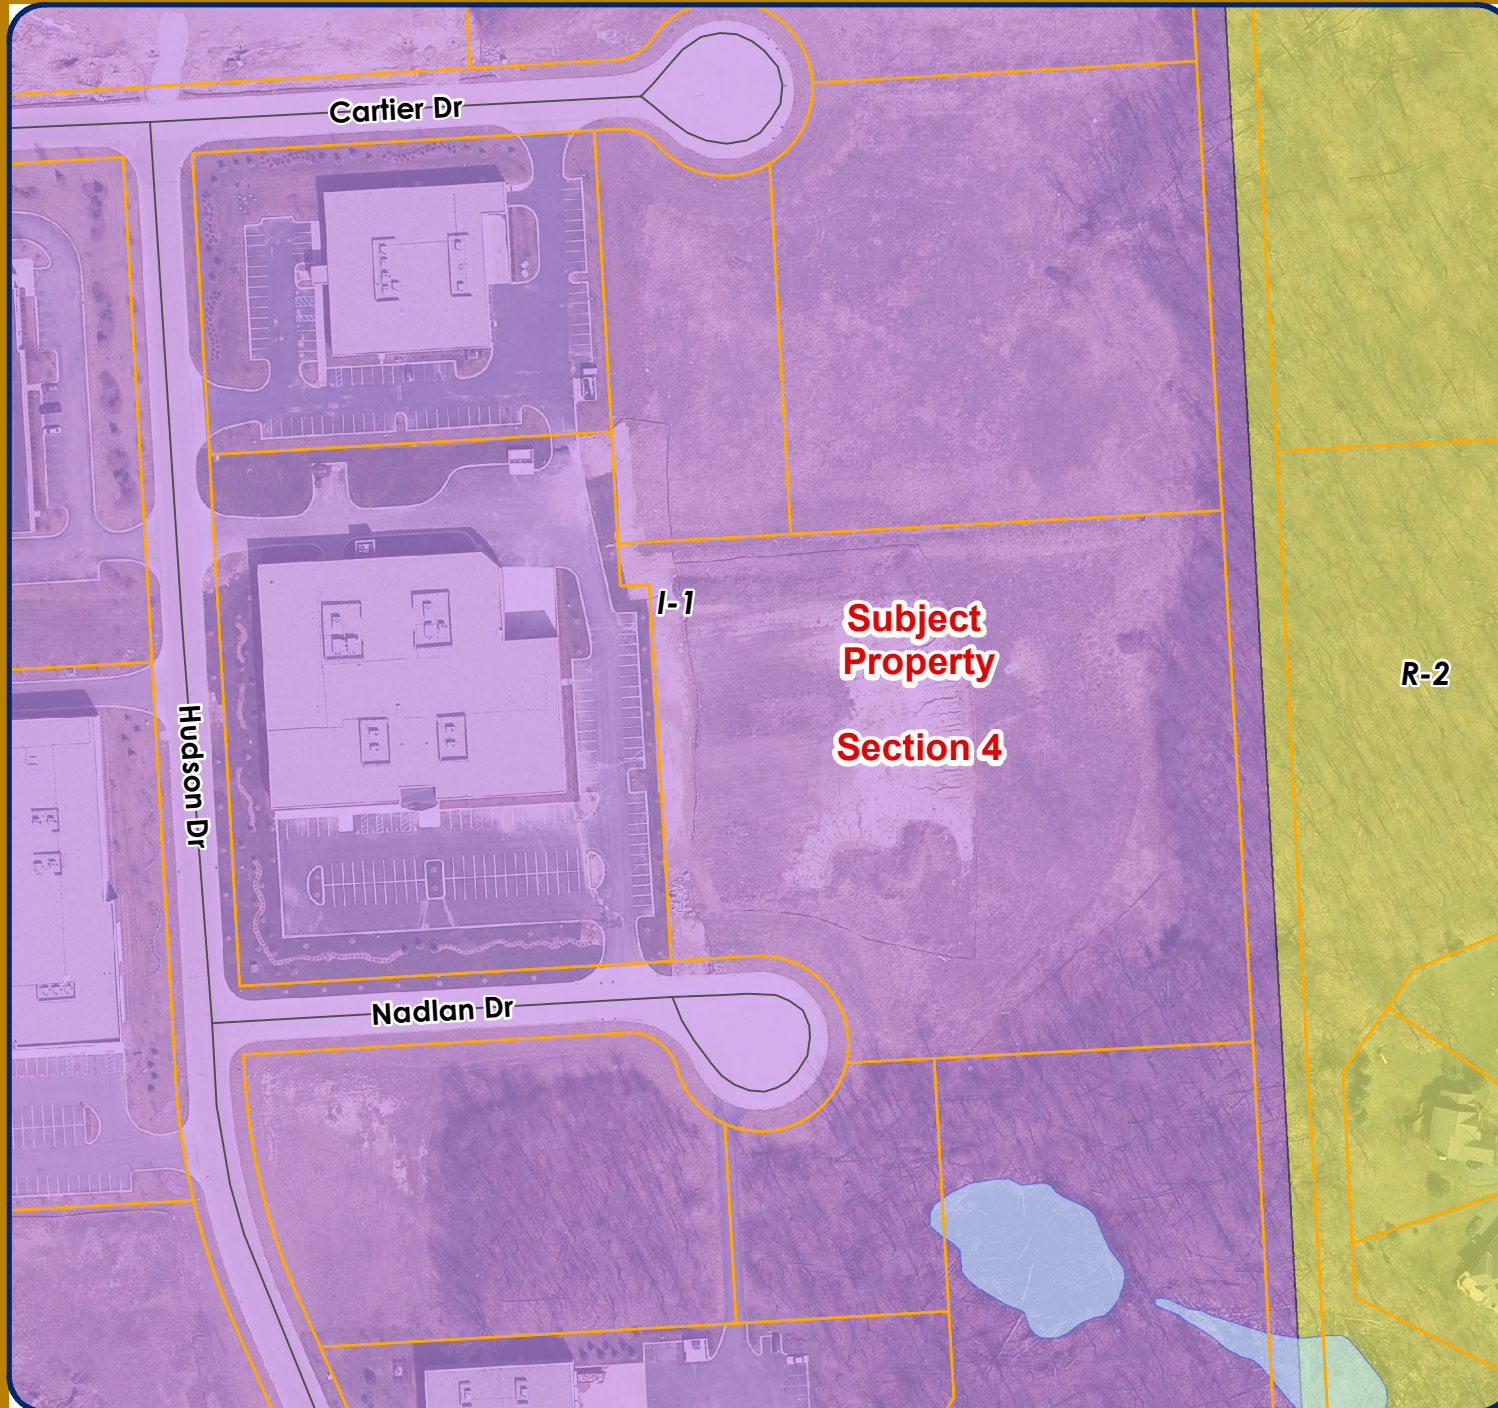 Cartier Dr
I-1
Subject
Property
R-2
Section 4
Hudson Dr
Nadlan Dr